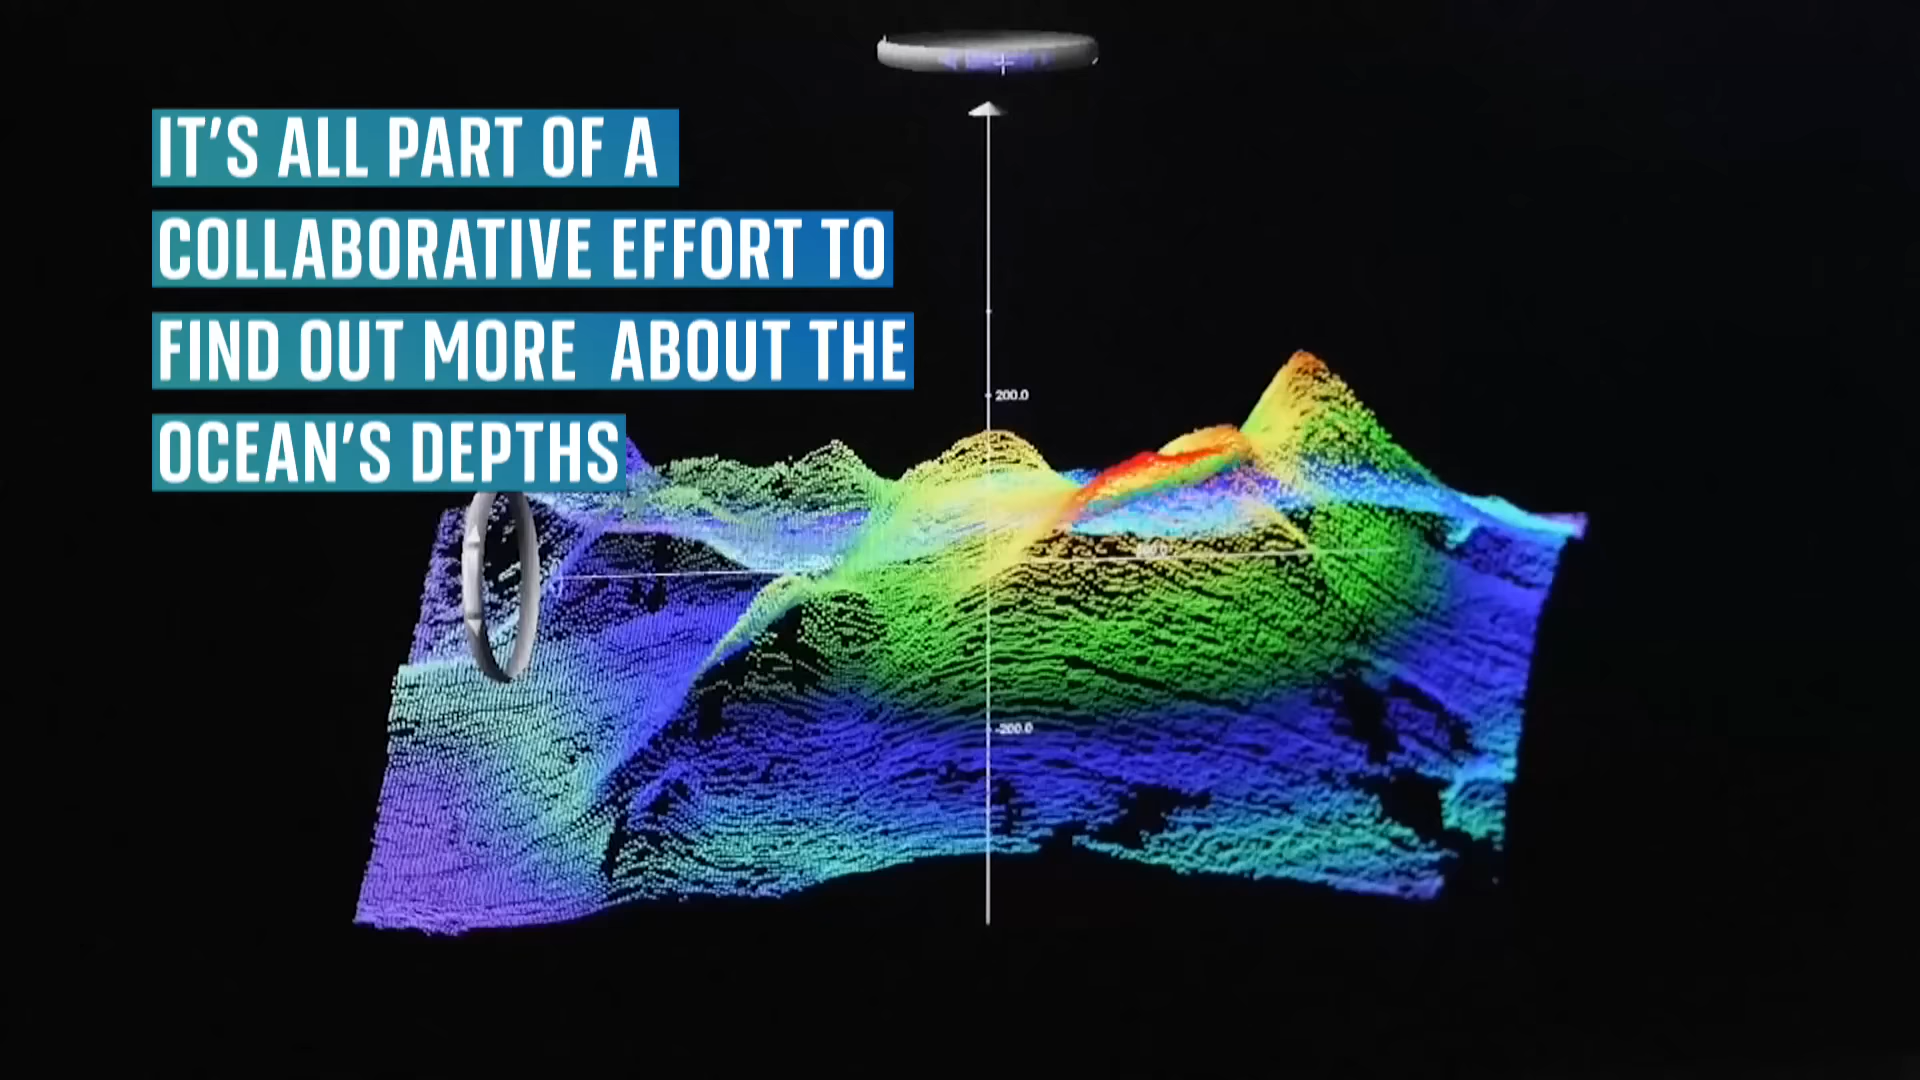 IT'S ALL PART OF A
COLLABORATIVE EFFORT TO
FIND OUT MORE  ABOUT THE
OCEAN'S DEPTHS
200.0
-200.0